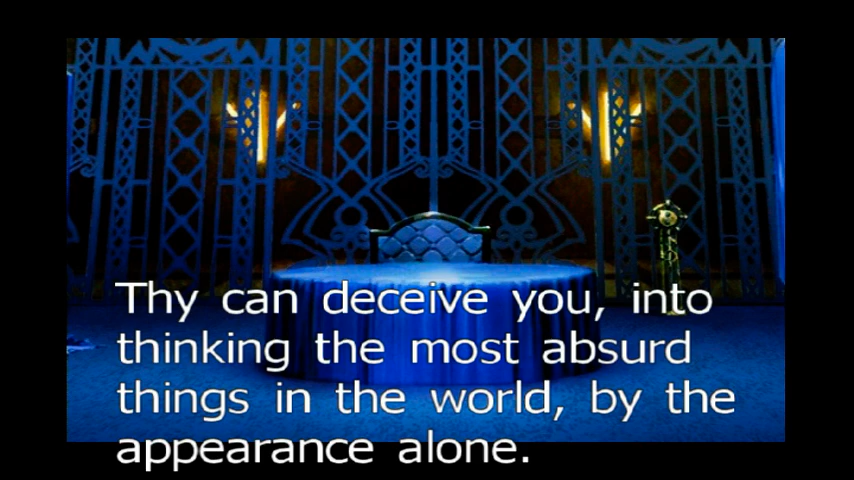 Thy can deceive you, into
thinking the most absurd
things in the world, by the
appearance alone.